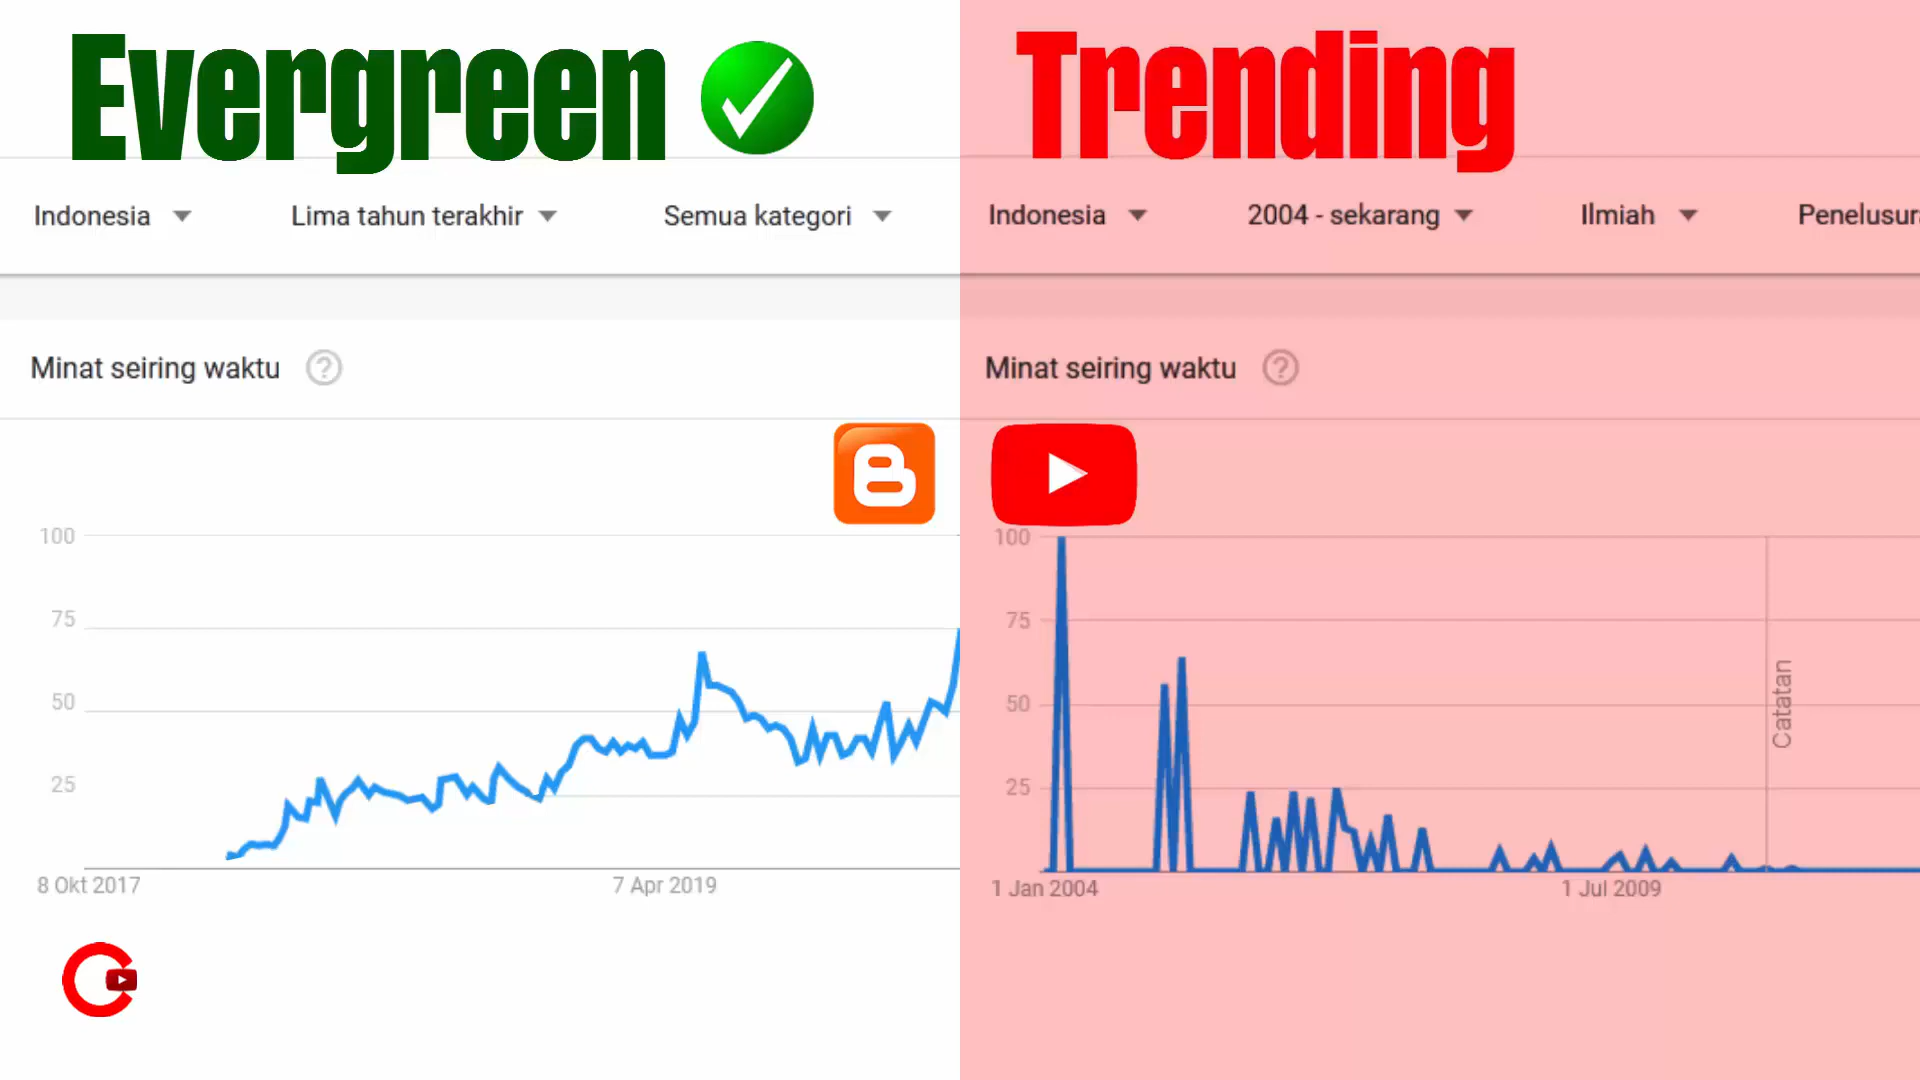 Evergreen
Indonesia Lima tahun terakhir Semua kategori
Minat seiring waktu ?
B
100
75
50
25
8 Okt 2017 7 Apr 2019
C
Trending
Indonesia 2004 - sekarang Ilmiah Penelusura
Minat seiring waktu ?
100
75
50
25
Catatan
1 Jan 2004 1 Jul 2009